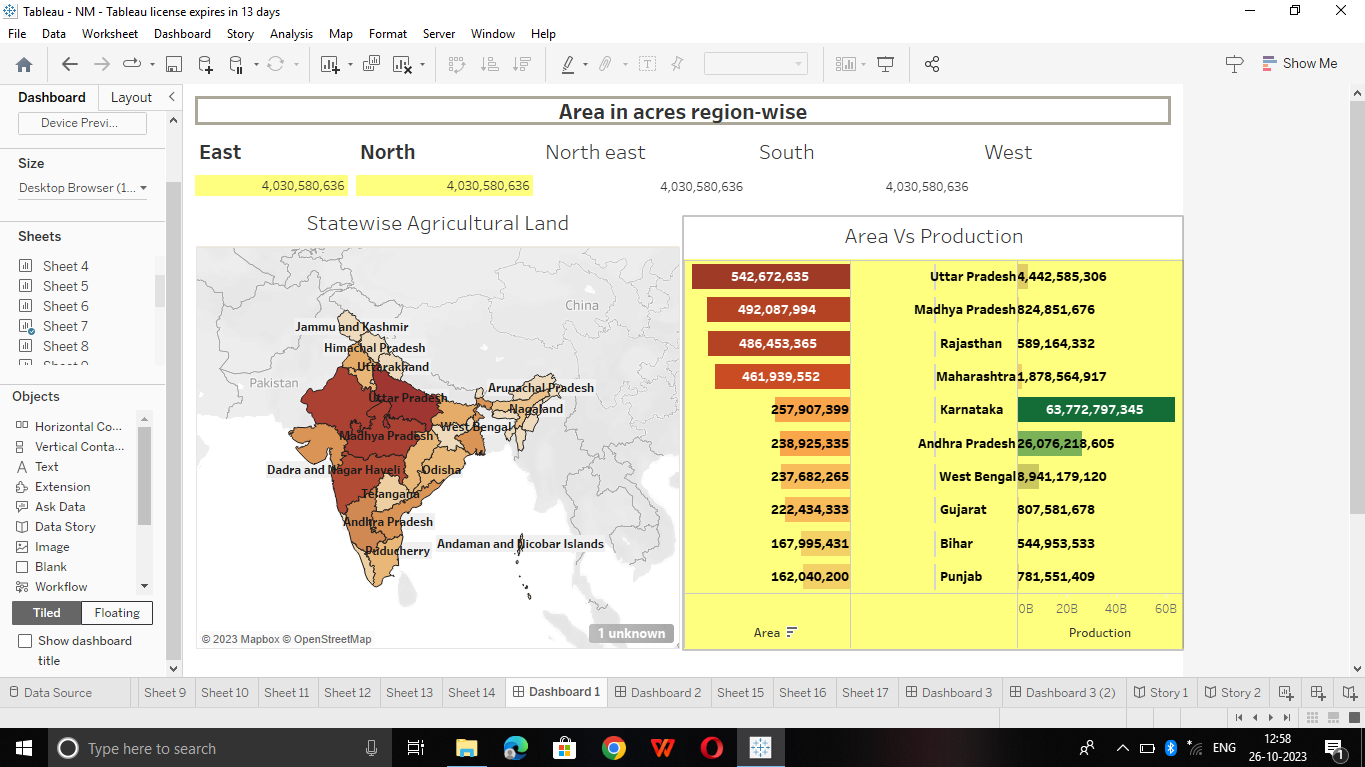 Tableau - NM - Tableau license expires in 13 days
File Data Worksheet Dashboard Story Analysis Map Format Server Window Help
Show Me
Dashboard Layout
Device Previ...
Size
Desktop Browser (1...
Sheets
Sheet 4
Sheet 5
Sheet 6
Sheet 7
Sheet 8
Objects
Horizontal Co...
Vertical Conta...
Text
Extension
Ask Data
Data Story
Image
Blank
Workflow
Tiled Floating
Show dashboard
title
Area in acres region-wise
East North North east South West
4,030,580,636 4,030,580,636 4,030,580,636 4,030,580,636
Statewise Agricultural Land
China
Jammu and Kashmir
Himachal Pradesh
Uttarakhand
Pakistan
Arunachal Pradesh
Uttar Pradesh
Nagaland
West Bengal
Madhya Pradesh
Dadra and Nagar Haveli
Odisha
Telangana
Andhra Pradesh
Andaman and Nicobar Islands
Puducherry
© 2023 Mapbox © OpenStreetMap
1 unknown
Area Vs Production
542,672,635 Uttar Pradesh 4,442,585,306
492,087,994 Madhya Pradesh 824,851,676
486,453,365 Rajasthan 589,164,332
461,939,552 Maharashtra 1,878,564,917
257,907,399 Karnataka 63,772,797,345
238,925,335 Andhra Pradesh 26,076,218,605
237,682,265 West Bengal 8,941,179,120
222,434,333 Gujarat 807,581,678
167,995,431 Bihar 544,953,533
162,040,200 Punjab 781,551,409
0B 20B 40B 60B
Area Production
Data Source Sheet 9 Sheet 10 Sheet 11 Sheet 12 Sheet 13 Sheet 14 Dashboard 1 Dashboard 2 Sheet 15 Sheet 16 Sheet 17 Dashboard 3 Dashboard 3 (2) Story 1 Story 2
Type here to search
ENG
12:58
26-10-2023
1